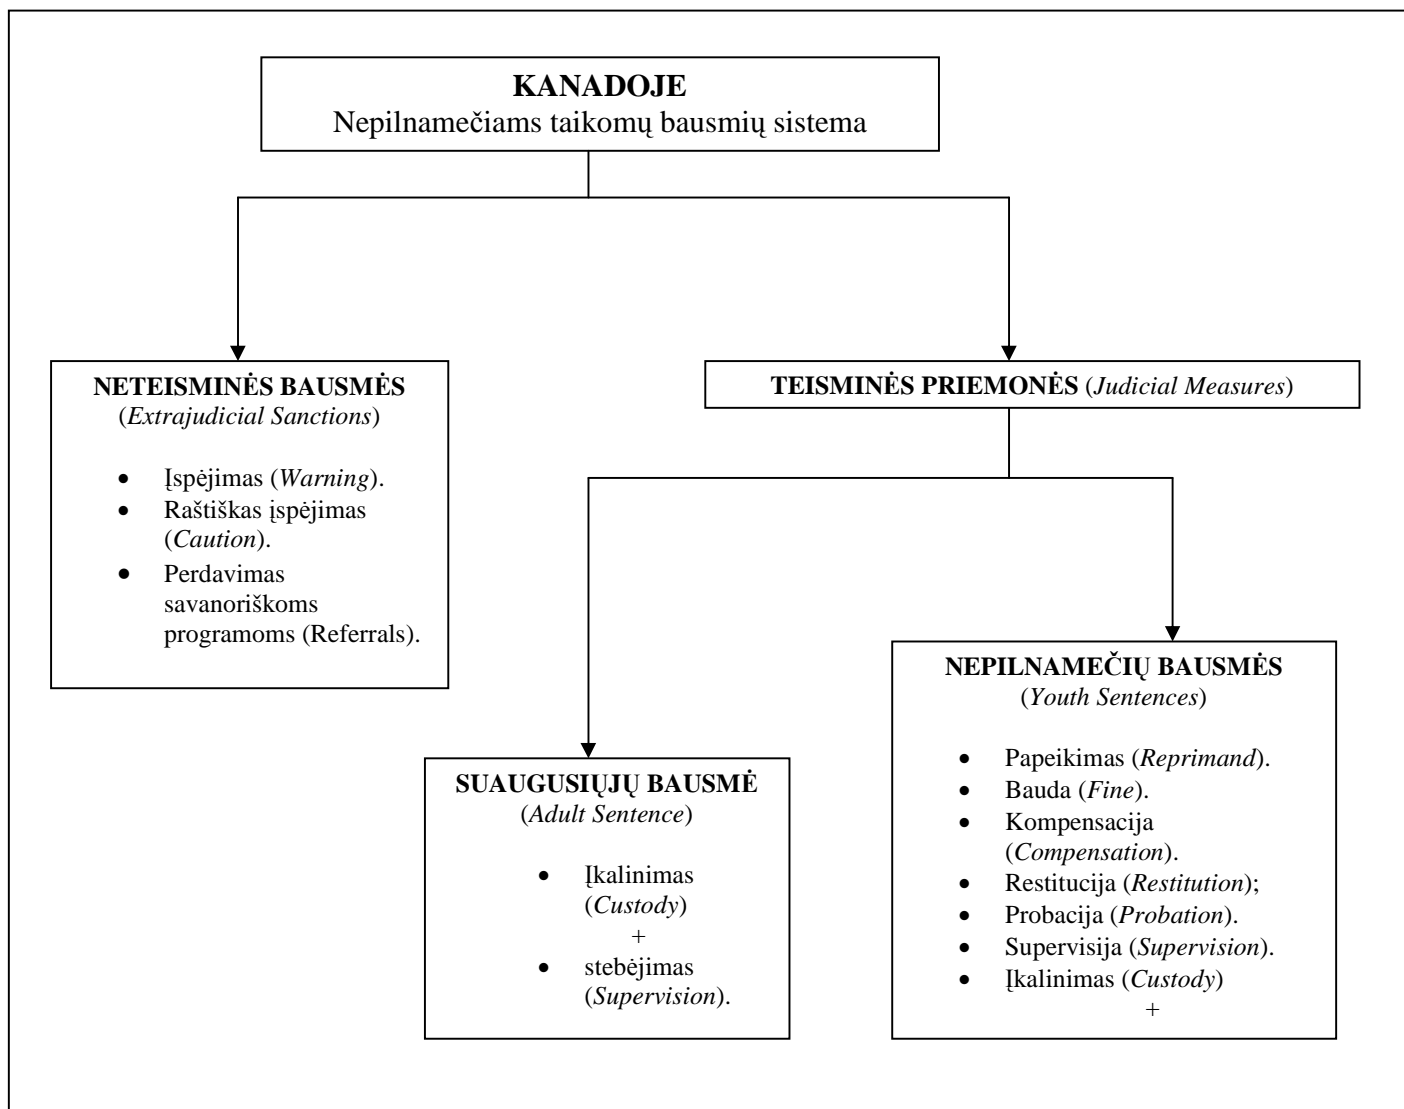 KANADOJE
Nepilnamečiams taikomų bausmių sistema
NETEISMINĖS BAUSMĖS
(Extrajudicial Sanctions)
• Įspėjimas (Warning).
• Raštiškas įspėjimas
(Caution).
• Perdavimas
savanoriškoms
programoms (Referrals).
TEISMINĖS PRIEMONĖS (Judicial Measures)
SUAUGUSIŲJŲ BAUSMĖ
(Adult Sentence)
• Įkalinimas
(Custody)
+
• stebėjimas
(Supervision).
NEPILNAMEČIŲ BAUSMĖS
(Youth Sentences)
• Papeikimas (Reprimand).
• Bauda (Fine).
• Kompensacija
(Compensation).
• Restitucija (Restitution);
• Probacija (Probation).
• Supervisija (Supervision).
• Įkalinimas (Custody)
+